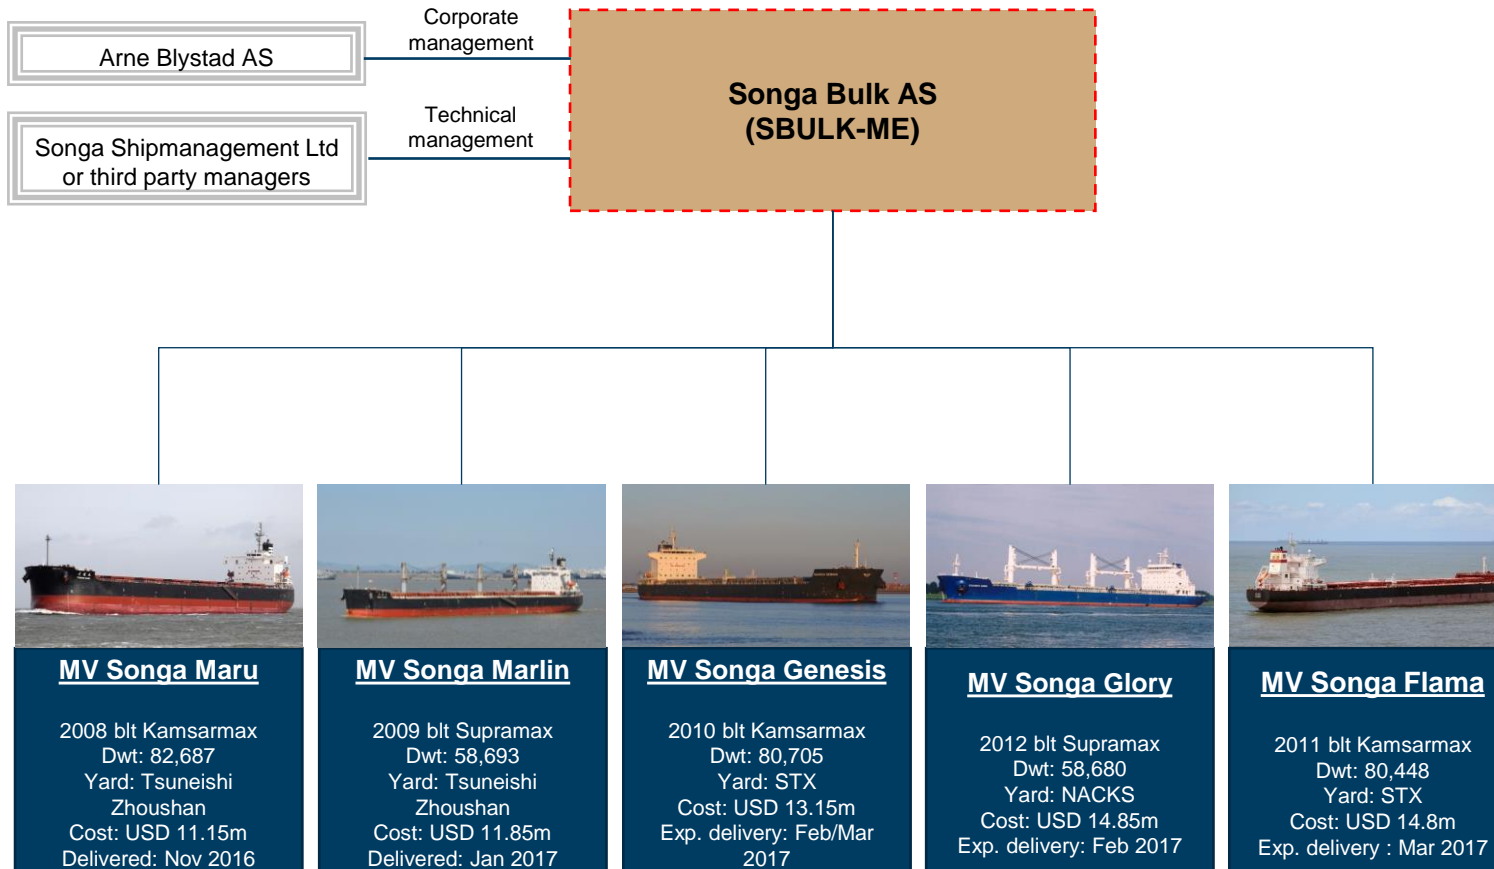 Arne Blystad AS
Corporate
management
Songa Shipmanagement Ltd
or third party managers
Technical
management
Songa Bulk AS
(SBULK-ME)
MV Songa Maru
2008 blt Kamsarmax
Dwt: 82,687
Yard: Tsuneishi
Zhoushan
Cost: USD 11.15m
Delivered: Nov 2016
MV Songa Marlin
2009 blt Supramax
Dwt: 58,693
Yard: Tsuneishi
Zhoushan
Cost: USD 11.85m
Delivered: Jan 2017
MV Songa Genesis
2010 blt Kamsarmax
Dwt: 80,705
Yard: STX
Cost: USD 13.15m
Exp. delivery: Feb/Mar
2017
MV Songa Glory
2012 blt Supramax
Dwt: 58,680
Yard: NACKS
Cost: USD 14.85m
Exp. delivery: Feb 2017
MV Songa Flama
2011 blt Kamsarmax
Dwt: 80,448
Yard: STX
Cost: USD 14.8m
Exp. delivery : Mar 2017